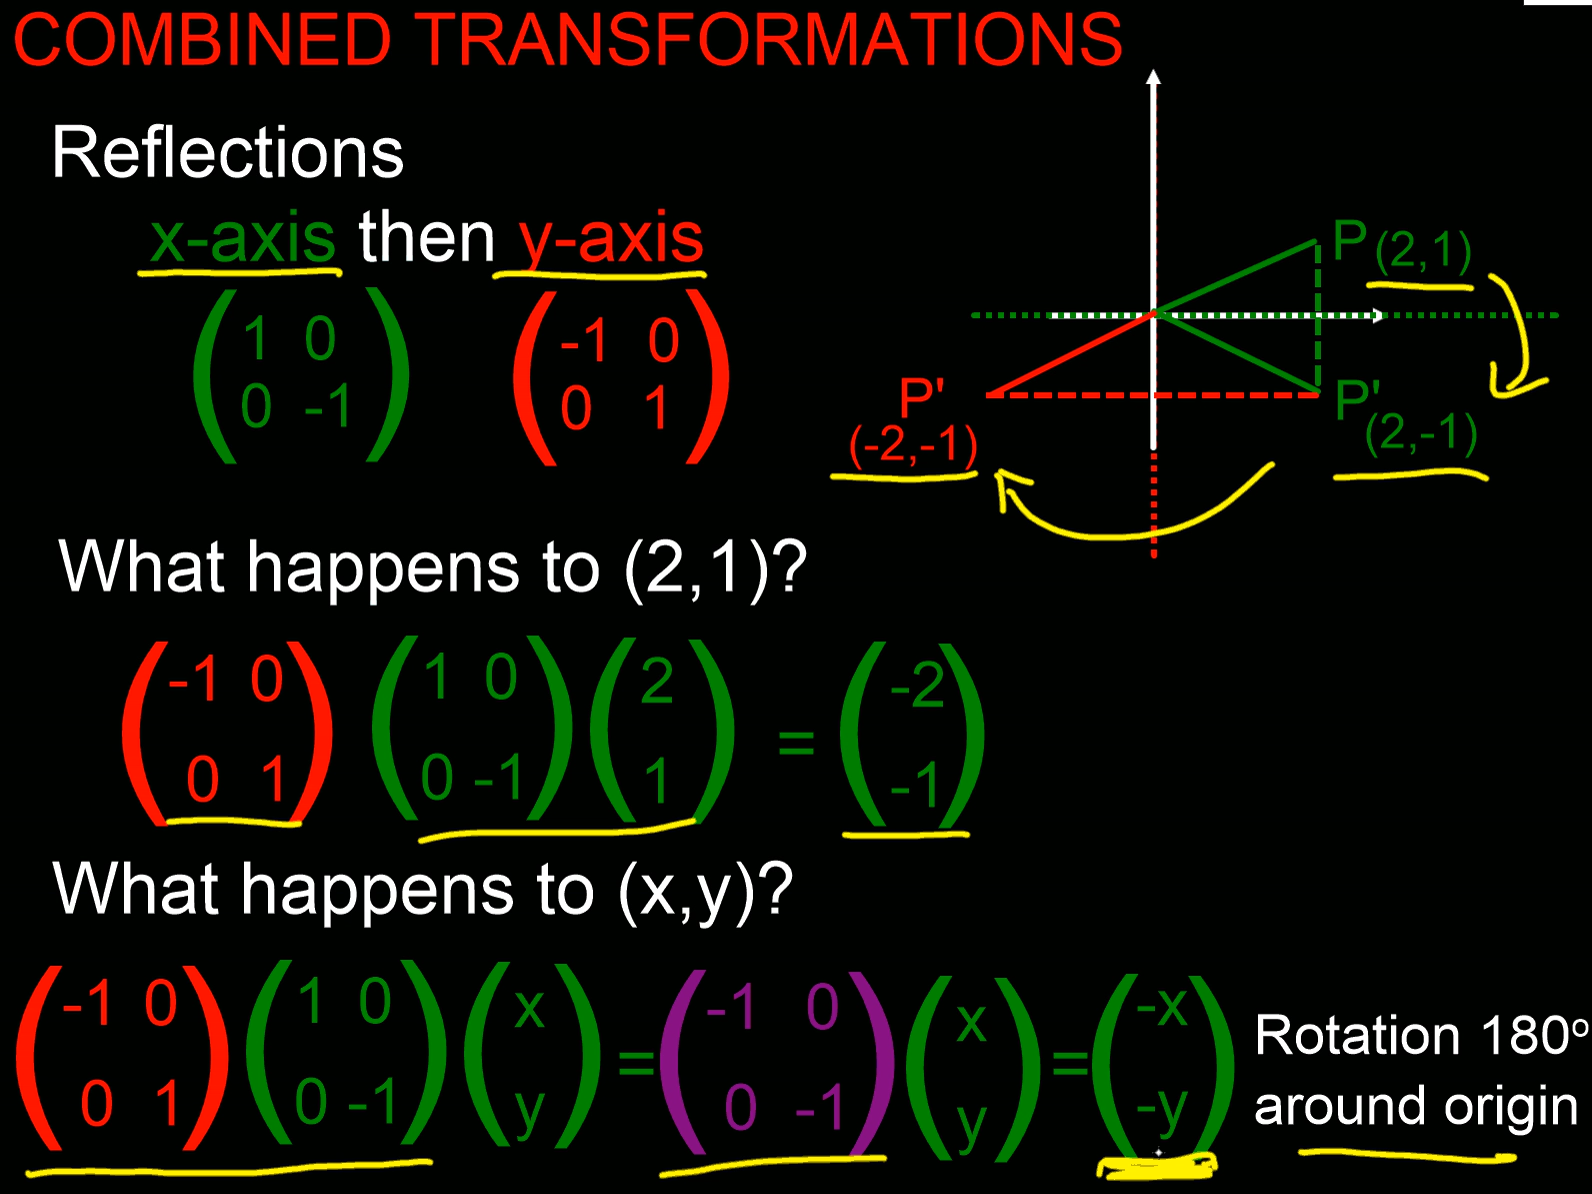 COMBINED TRANSFORMATIONS
Reflections
x-axis then y-axis
(1 0) (-1 0)
(0 -1) (0 1)
P (2,1)
P' P'
(-2,-1) (2,-1)
What happens to (2,1)?
(-1 0) (1 0) (2) (-2)
(0 1) (0 -1) (1) = (-1)
What happens to (x,y)?
(-1 0) (1 0) (x) = (-1 0) (x) = (-x) Rotation 180º
(0 1) (0 -1) (y) (0 -1) (y) (-y) around origin